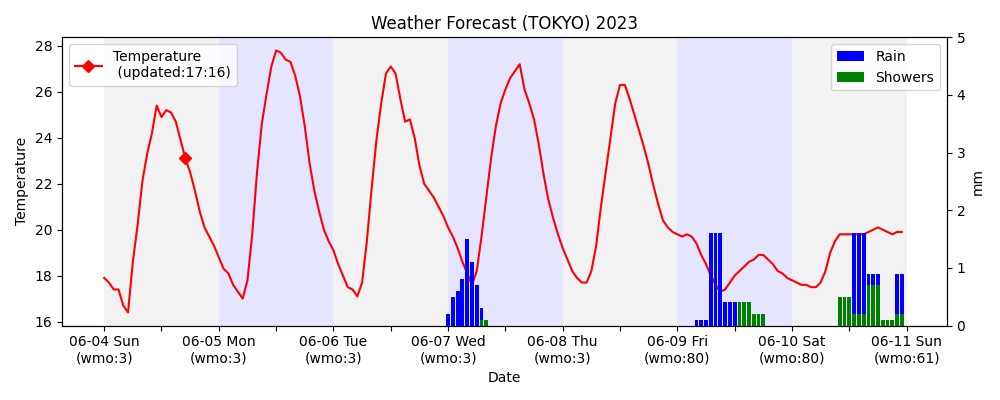 Weather Forecast (TOKYO) 2023
Temperature
(updated:17:16)
Rain
Showers
Temperature
28
26
24
22
20
18
16
5
4
3
2
1
0
mm
06-04 Sun
(wmo:3)
06-05 Mon
(wmo:3)
06-06 Tue
(wmo:3)
06-07 Wed
(wmo:3)
06-08 Thu
(wmo:3)
06-09 Fri
(wmo:80)
06-10 Sat
(wmo:80)
06-11 Sun
(wmo:61)
Date